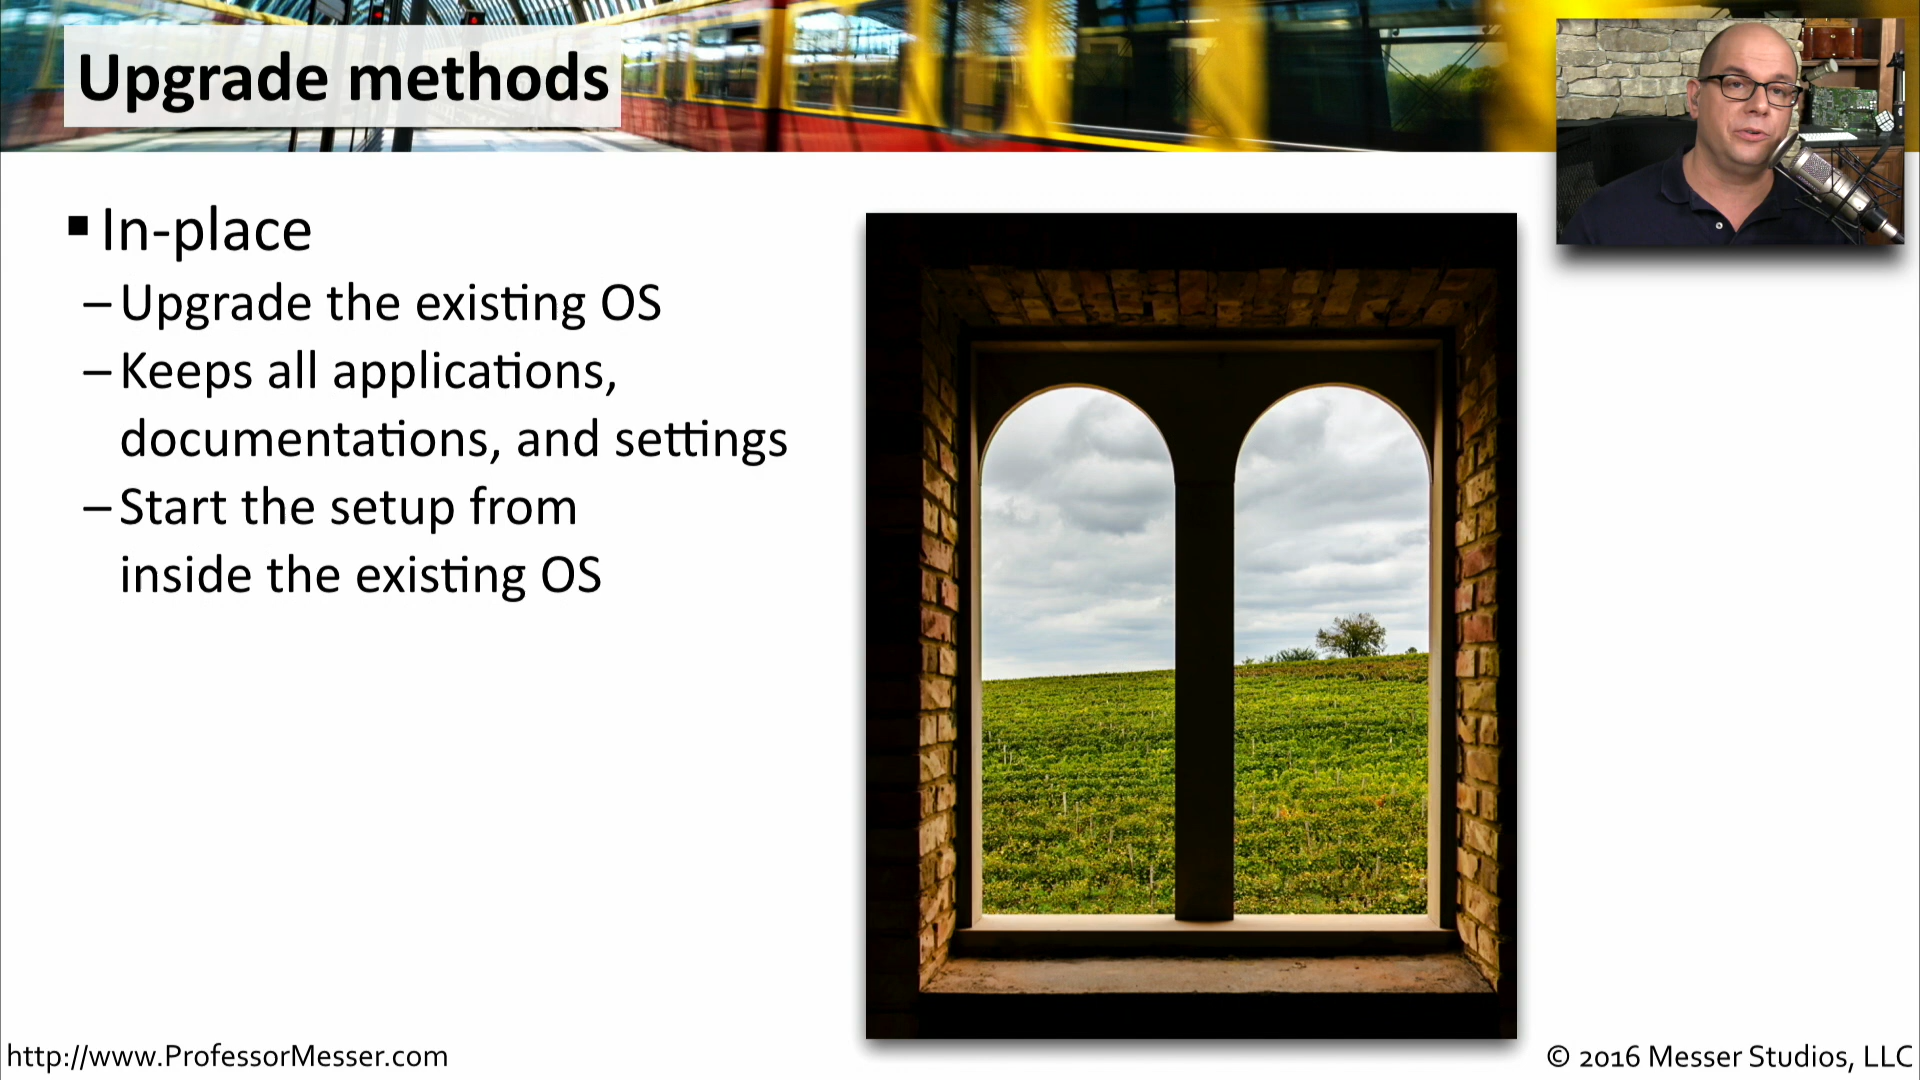 Upgrade methods
▪ In-place
– Upgrade the existing OS
– Keeps all applications,
documentations, and settings
– Start the setup from
inside the existing OS
http://www.ProfessorMesser.com
© 2016 Messer Studios, LLC